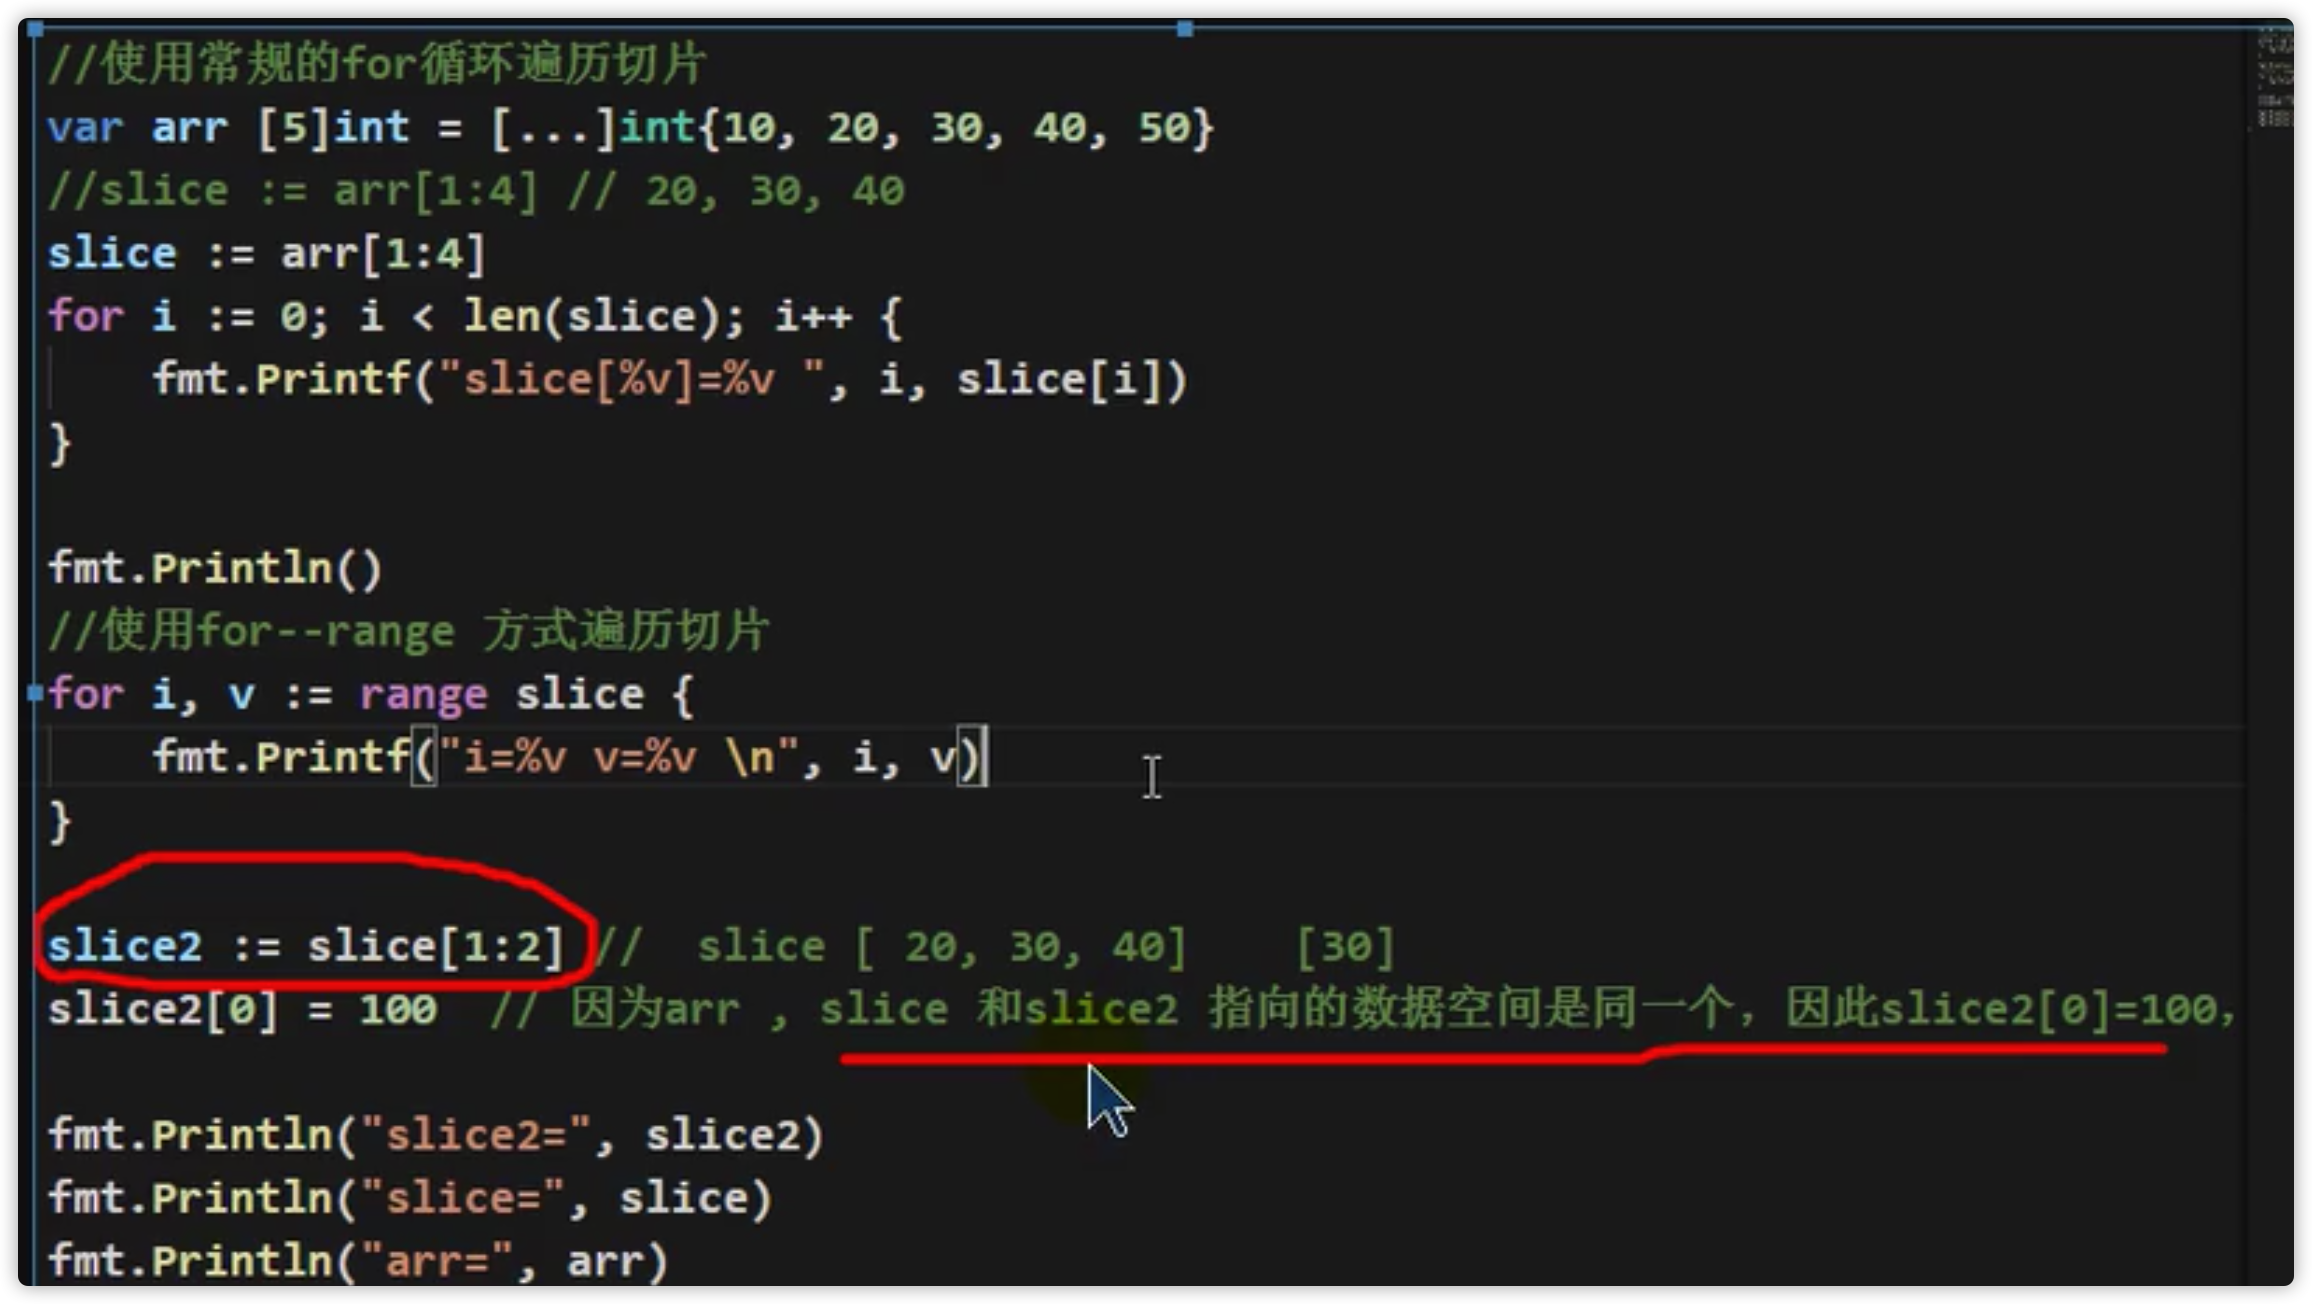 //使用常规的for循环遍历切片
var arr [5]int = [...]int{10, 20, 30, 40, 50}
//slice := arr[1:4] // 20, 30, 40
slice := arr[1:4]
for i := 0; i < len(slice); i++ {
    fmt.Printf("slice[%v]=%v ", i, slice[i])
}
fmt.Println()
//使用for--range 方式遍历切片
for i, v := range slice {
    fmt.Printf("i=%v v=%v \n", i, v)
}
slice2 := slice[1:2] //  slice [ 20, 30, 40]    [30]
slice2[0] = 100  // 因为arr , slice 和slice2 指向的数据空间是同一个，因此slice2[0]=100，
fmt.Println("slice2=", slice2)
fmt.Println("slice=", slice)
fmt.Println("arr=", arr)